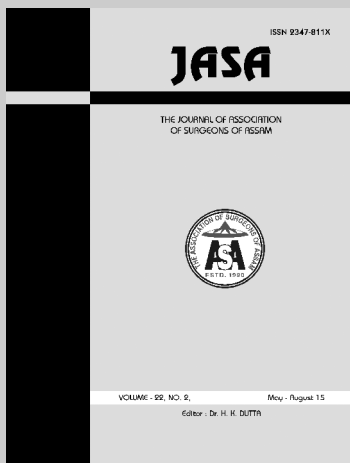 ISSN 2347-811X
JASA
THE JOURNAL OF ASSOCIATION
OF SURGEONS OF ASSAM
THE ASSOCIATION OF SURGEONS OF ASSAM
ASA
ESTD. 1980
VOLUME - 22, NO. 2, May - August 15
Editor : Dr. H. K. DUTTA